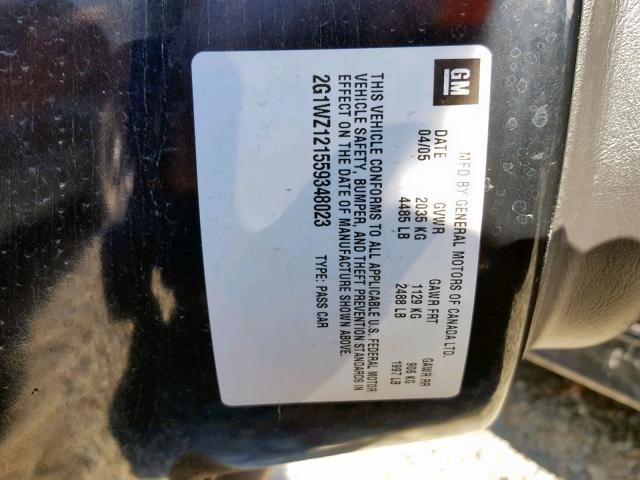 GM
MFD BY GENERAL MOTORS OF CANADA LTD.
DATE GVWR GAWR FRT GAWR RR
04/05 2035 KG 1129 KG 906 KG
4485 LB 2488 LB 1997 LB
THIS VEHICLE CONFORMS TO ALL APPLICABLE U.S. FEDERAL MOTOR
VEHICLE SAFETY, BUMPER, AND THEFT PREVENTION STANDARDS IN
EFFECT ON THE DATE OF MANUFACTURE SHOWN ABOVE.
2G1WZ121559348023 TYPE: PASS CAR